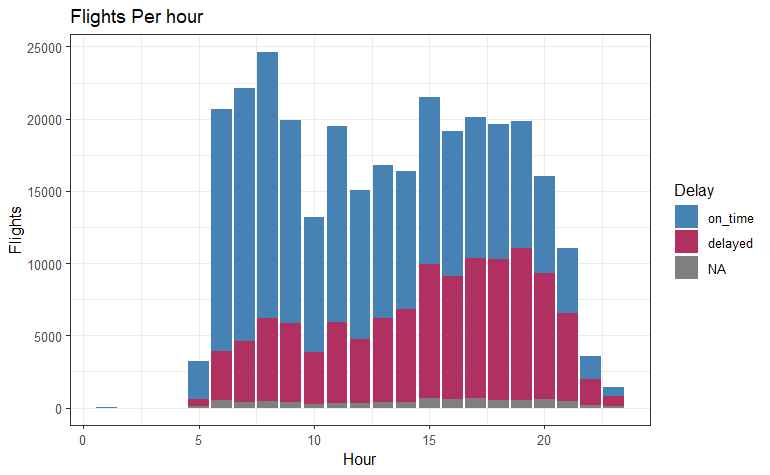 Flights Per hour
25000
20000
15000
10000
5000
0
Flights
0 5 10 15 20
Hour
Delay
on_time
delayed
NA